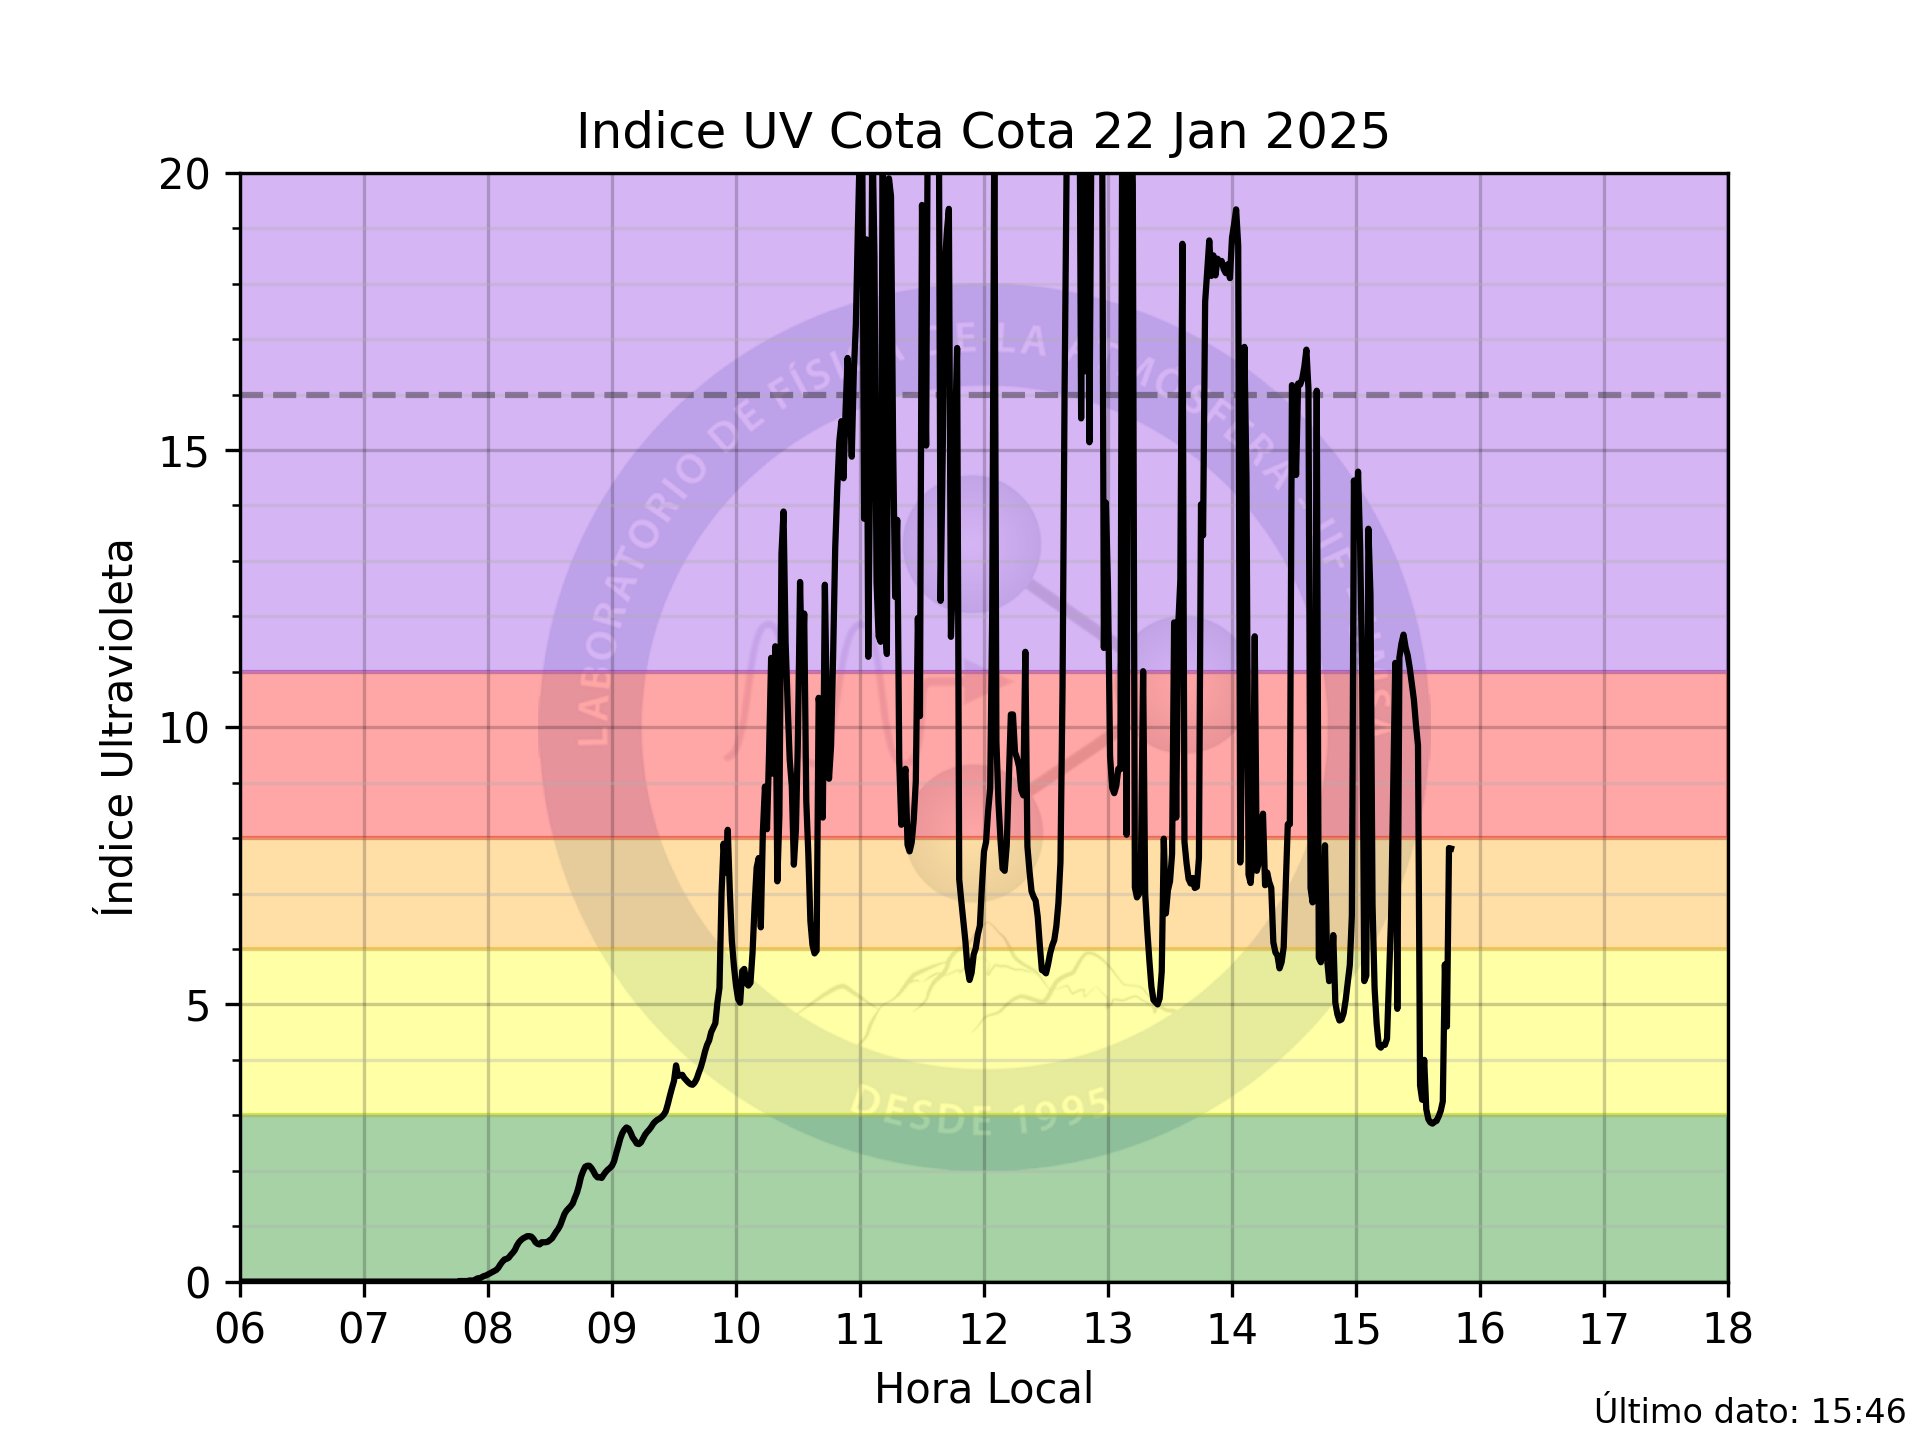 Indice UV Cota Cota 22 Jan 2025
20
15
10
5
0
Índice Ultravioleta
LABORATORIO DE FÍSICA DE LA ATMOSFERA
DESDE 1995
06 07 08 09 10 11 12 13 14 15 16 17 18
Hora Local
Último dato: 15:46